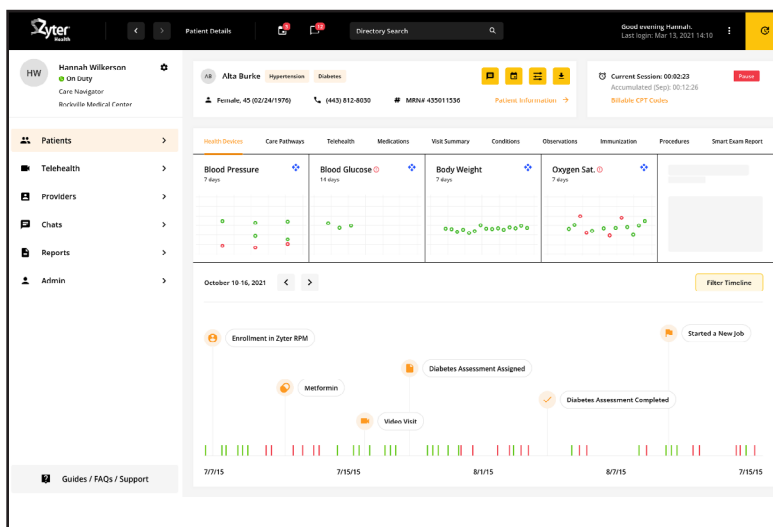 Zyter
Health
Patient Details
5
12
Directory Search
Good evening Hannah.
Last login: Mar 13, 2021 14:10
HW
Hannah Wilkerson
On Duty
Care Navigator
Rockville Medical Center
Patients
Telehealth
Providers
Chats
Reports
Admin
Guides / FAQs / Support
AB
Alta Burke
Hypertension
Diabetes
Female, 45 (02/24/1976)
(443) 812-8030
# MRN# 435011536
Patient Information →
Current Session: 00:02:23
Accumulated (Sep): 00:12:26
Billable CPT Codes
Pause
Health Devices
Care Pathways
Telehealth
Medications
Visit Summary
Conditions
Observations
Immunization
Procedures
Smart Exam Report
Blood Pressure
7 days
Blood Glucose
14 days
Body Weight
7 days
Oxygen Sat.
7 days
October 10-16, 2021
Filter Timeline
Enrollment in Zyter RPM
Started a New Job
Diabetes Assessment Assigned
Metformin
Diabetes Assessment Completed
Video Visit
7/7/15
7/15/15
8/1/15
8/7/15
7/15/15